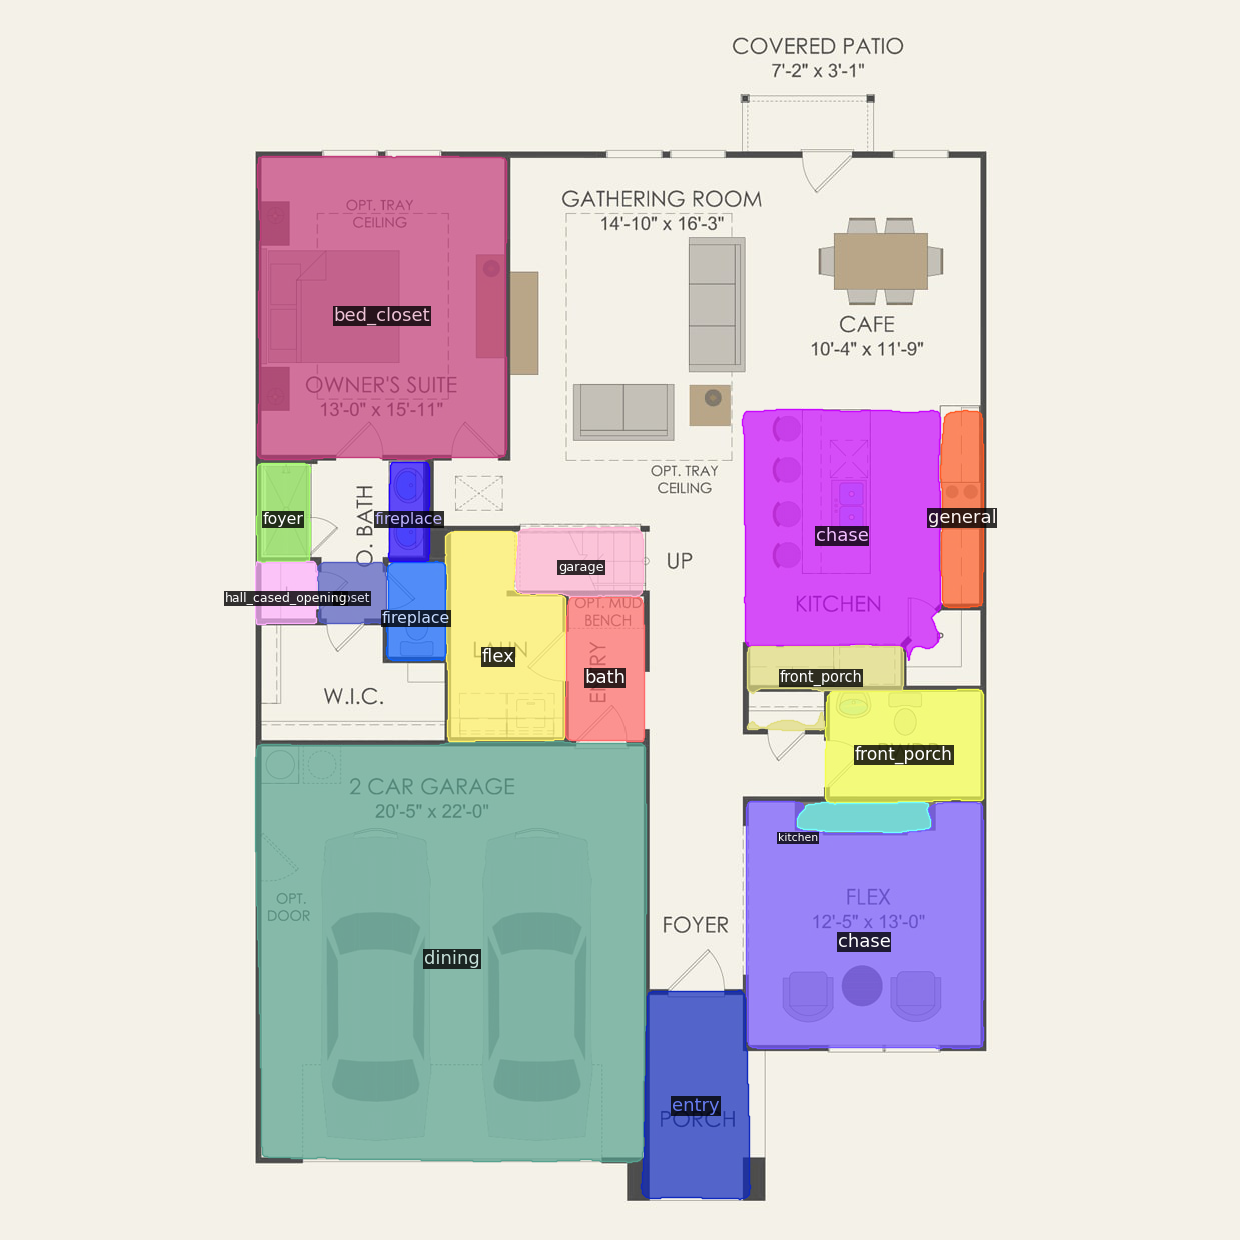 COVERED PATIO
7'-2" x 3'-1"
GATHERING ROOM
14'-10" x 16'-3"
OPT. TRAY
CEILING
bed_closet
CAFE
10'-4" x 11'-9"
OWNER'S SUITE
13'-0" x 15'-11"
OPT. TRAY
CEILING
foyer
fireplace
O. BATH
general
chase
UP
garage
hall_cased_opening
fireplace
KITCHEN
OPT. MUD
BENCH
flex
bath
ENTRY
front_porch
W.I.C.
front_porch
2 CAR GARAGE
20'-5" x 22'-0"
kitchen
OPT.
DOOR
FLEX
12'-5" x 13'-0"
FOYER
chase
dining
entry
PORCH